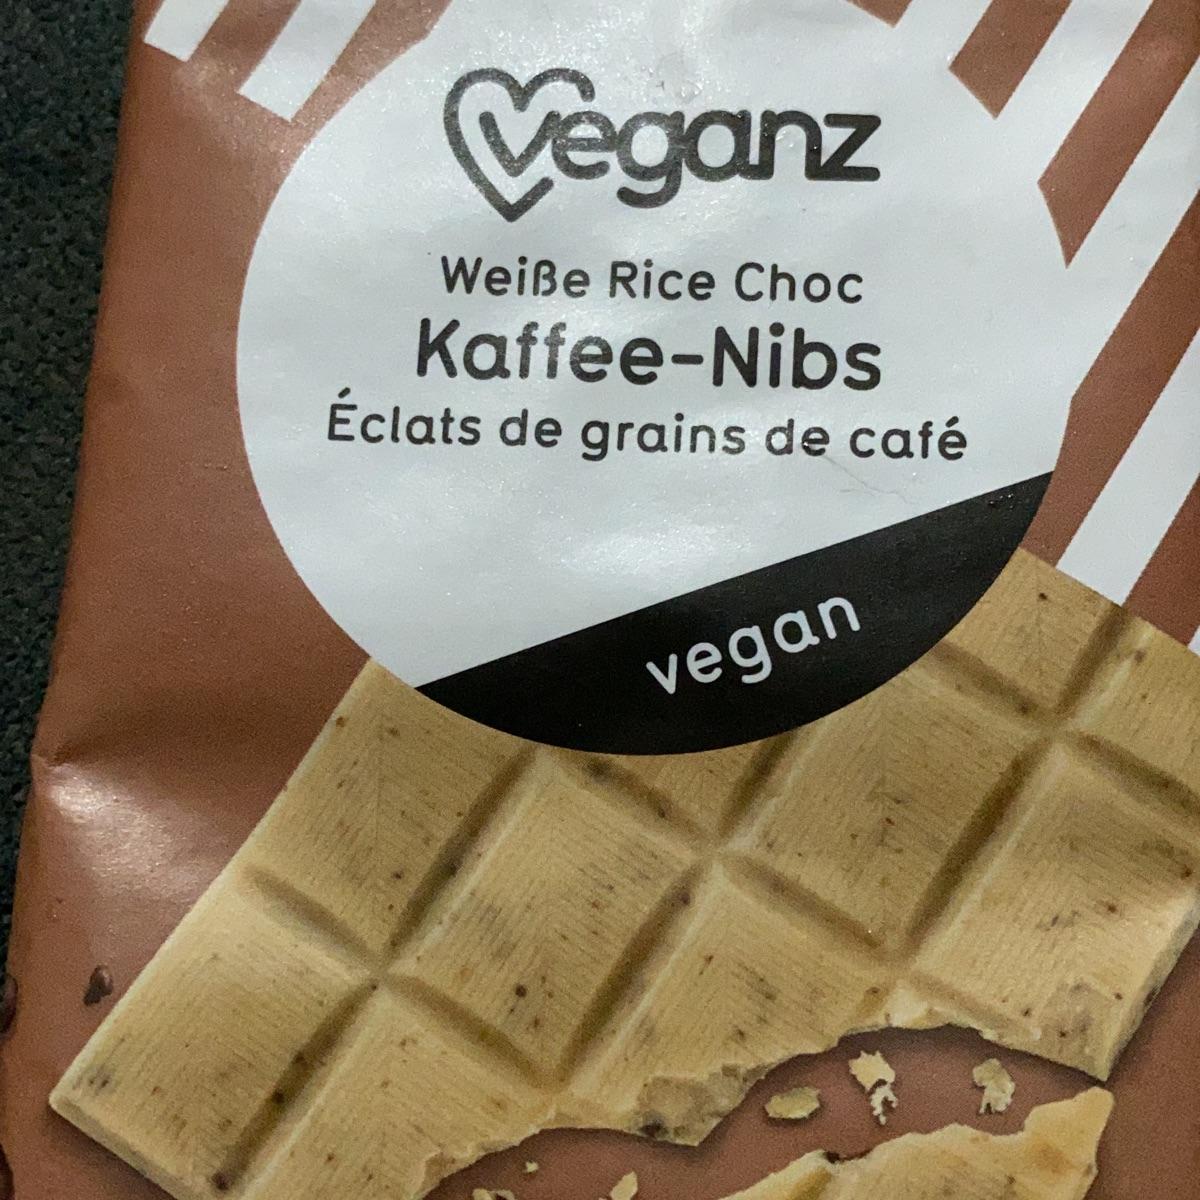 Veganz
Weiße Rice Choc
Kaffee-Nibs
Éclats de grains de café
vegan